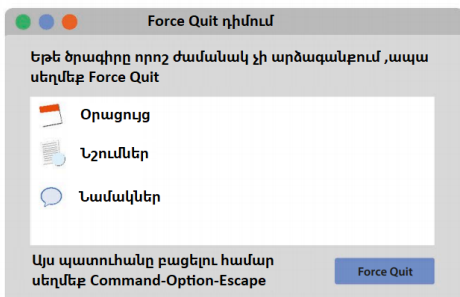 Force Quit դիմում
Եթե ծրագիրը որոշ ժամանակ չի արձագանքում ,ապա
սեղմեք Force Quit
Օրացույց
Նշումներ
Նամակներ
Այս պատուհանը բացելու համար
սեղմեք Command-Option-Escape
Force Quit